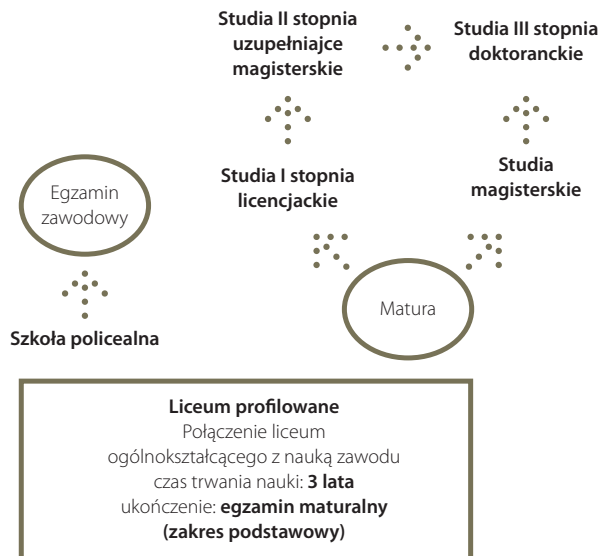 Studia II stopnia
uzupełniajce
magisterskie
Studia III stopnia
doktoranckie
Studia I stopnia
licencjackie
Studia
magisterskie
Egzamin
zawodowy
Matura
Szkoła policealna
Liceum profilowane
Połączenie liceum
ogólnokształcącego z nauką zawodu
czas trwania nauki: 3 lata
ukończenie: egzamin maturalny
(zakres podstawowy)